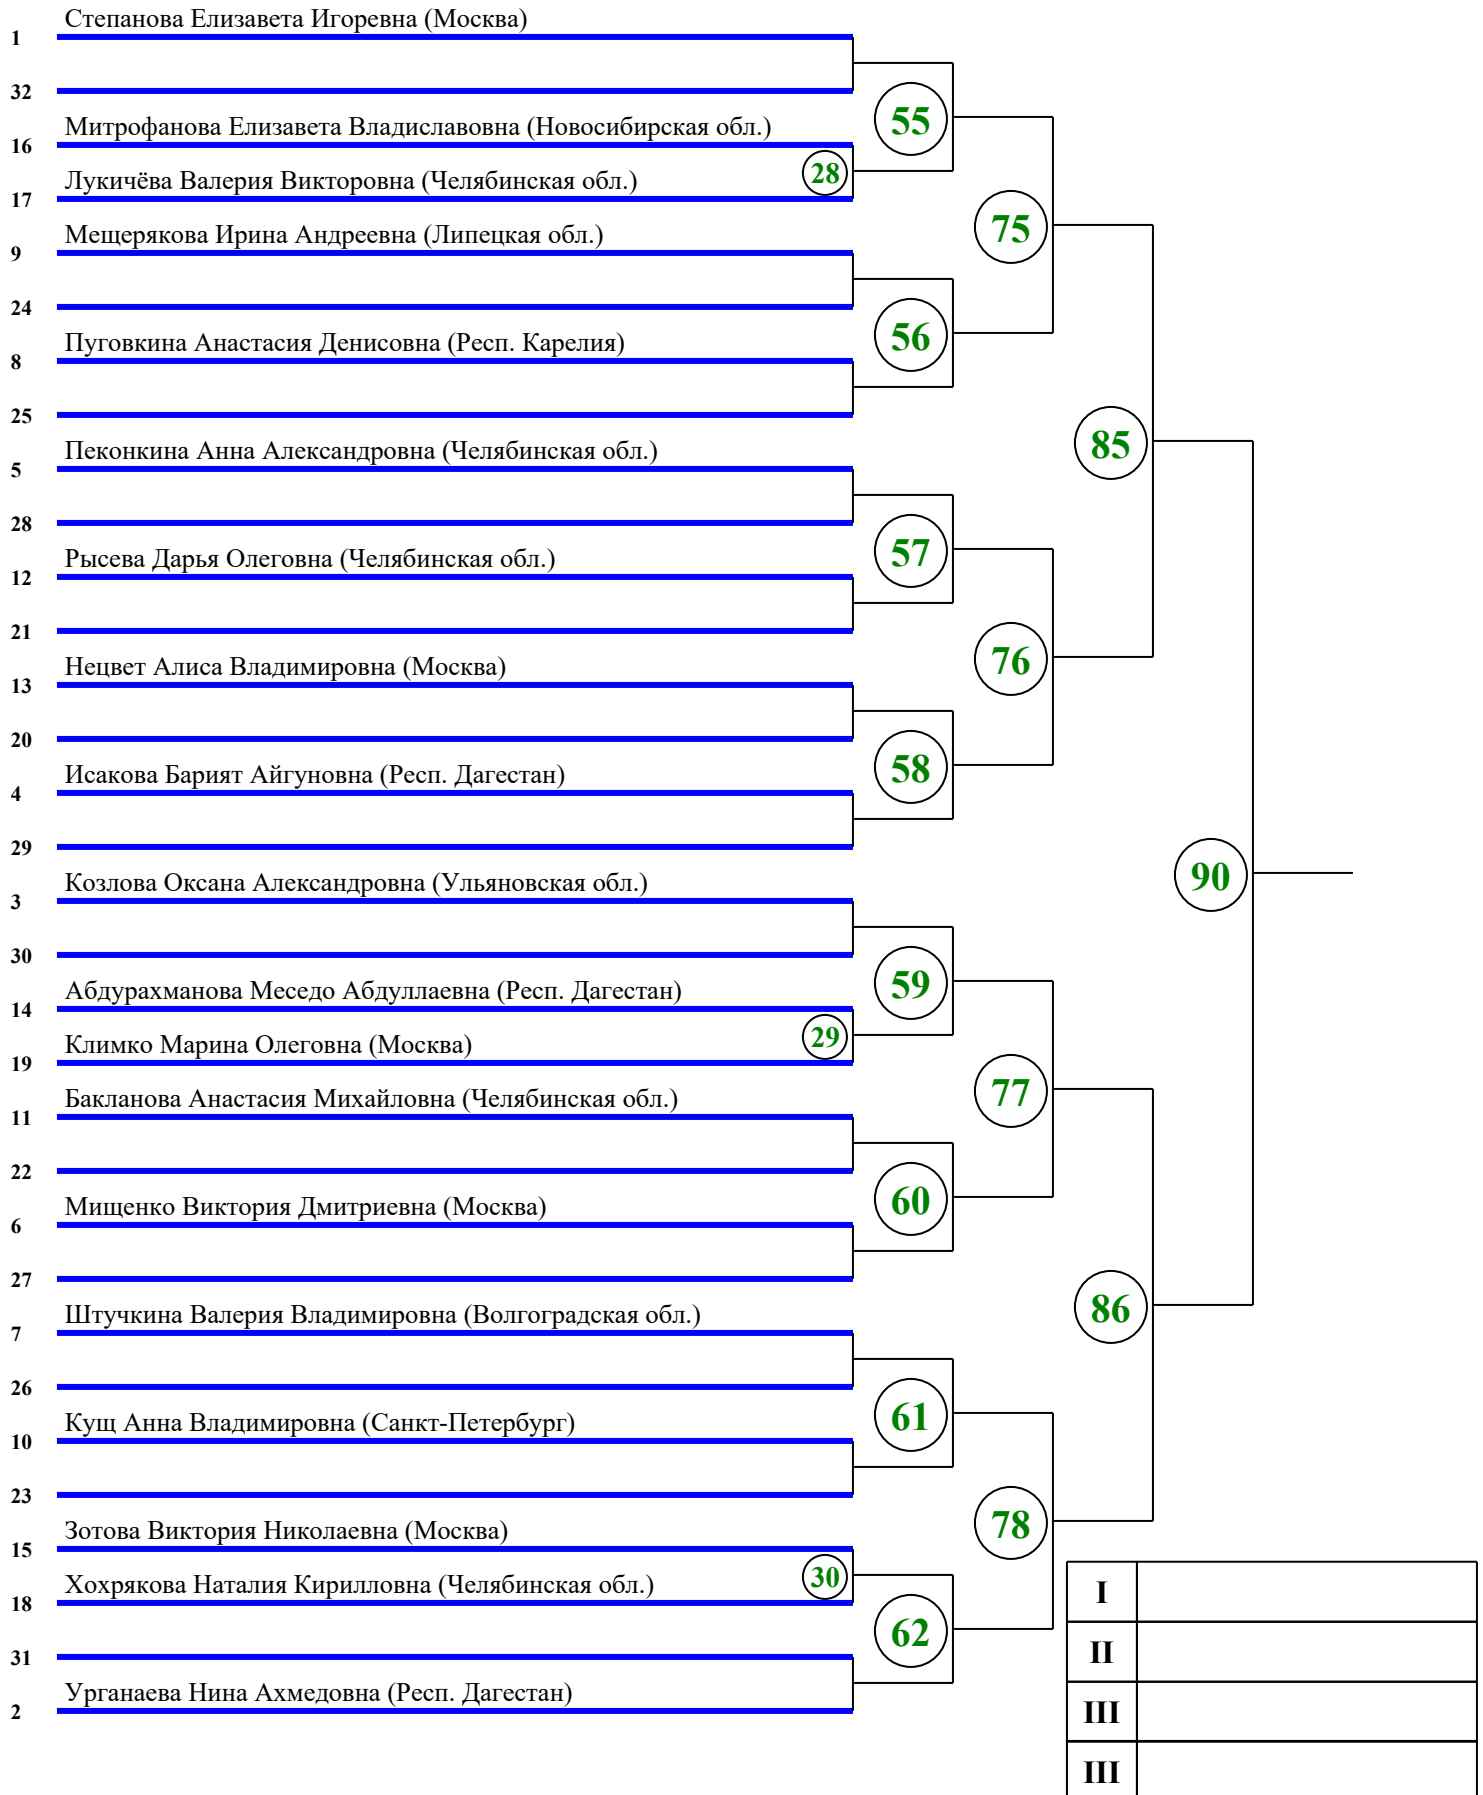 Степанова Елизавета Игоревна (Москва)
1
32
Митрофанова Елизавета Владиславовна (Новосибирская обл.)
55
16
Лукичёва Валерия Викторовна (Челябинская обл.)
28
17
Мещерякова Ирина Андреевна (Липецкая обл.)
75
9
24
Пуговкина Анастасия Денисовна (Респ. Карелия)
56
8
25
Пеконкина Анна Александровна (Челябинская обл.)
85
5
28
Рысева Дарья Олеговна (Челябинская обл.)
57
12
21
Нецвет Алиса Владимировна (Москва)
76
13
20
Исакова Барият Айгуновна (Респ. Дагестан)
58
4
29
Козлова Оксана Александровна (Ульяновская обл.)
90
3
30
Абдурахманова Меседо Абдуллаевна (Респ. Дагестан)
59
14
Климко Марина Олеговна (Москва)
29
19
Бакланова Анастасия Михайловна (Челябинская обл.)
77
11
22
Мищенко Виктория Дмитриевна (Москва)
60
6
27
Штучкина Валерия Владимировна (Волгоградская обл.)
86
7
26
Кущ Анна Владимировна (Санкт-Петербург)
61
10
23
Зотова Виктория Николаевна (Москва)
78
15
Хохрякова Наталия Кирилловна (Челябинская обл.)
30
I
18
62
31
II
Урганаева Нина Ахмедовна (Респ. Дагестан)
2
III
III